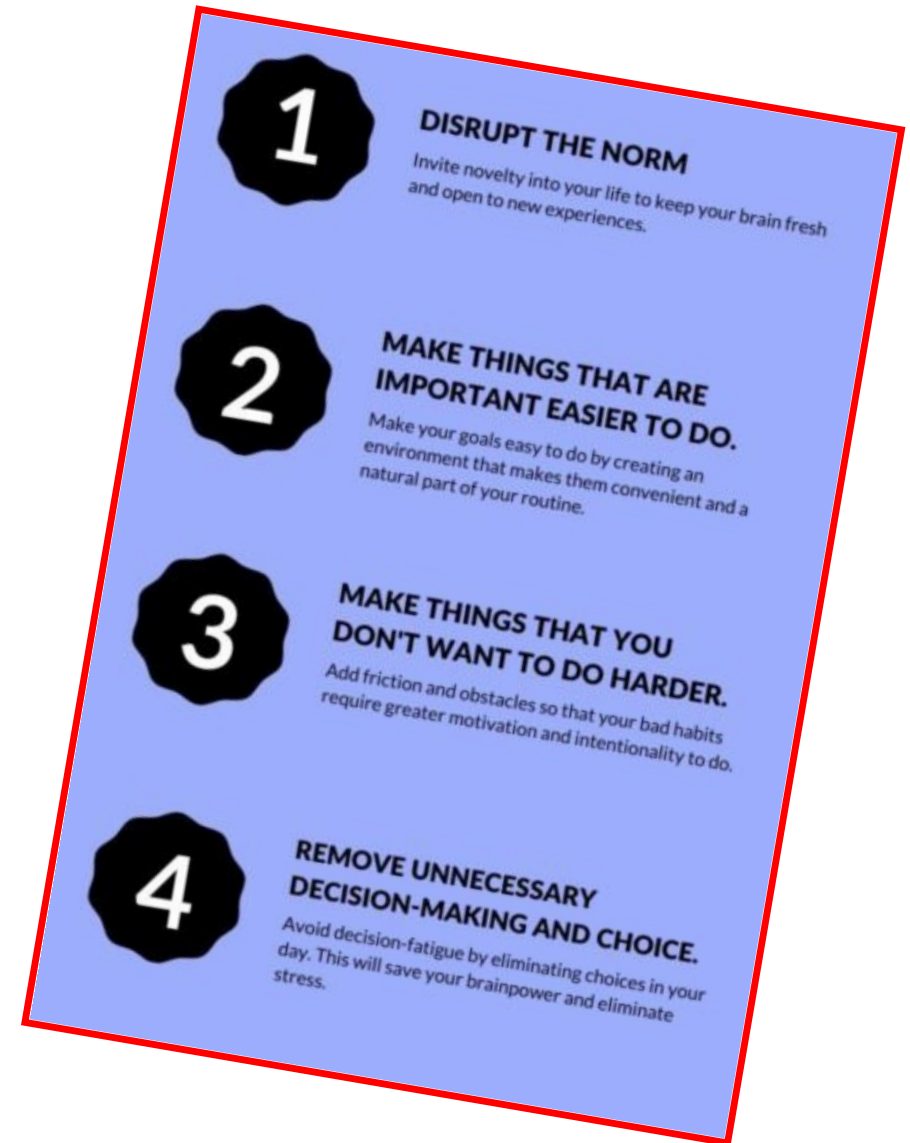 1
DISRUPT THE NORM
Invite novelty into your life to keep your brain fresh
and open to new experiences.
2
MAKE THINGS THAT ARE
IMPORTANT EASIER TO DO.
Make your goals easy to do by creating an
environment that makes them convenient and a
natural part of your routine.
3
MAKE THINGS THAT YOU
DON'T WANT TO DO HARDER.
Add friction and obstacles so that your bad habits
require greater motivation and intentionality to do.
4
REMOVE UNNECESSARY
DECISION-MAKING AND CHOICE.
Avoid decision-fatigue by eliminating choices in your
day. This will save your brainpower and eliminate
stress.